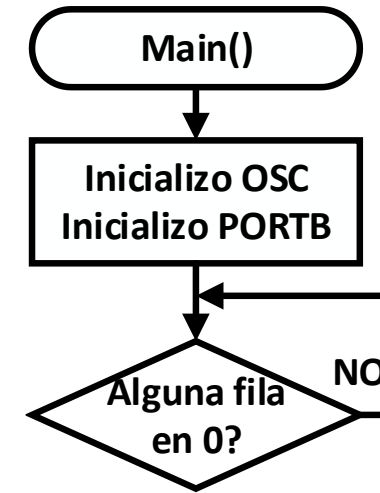 Main()
Inicializo OSC
Inicializo PORTB
Alguna fila
en 0?
NO